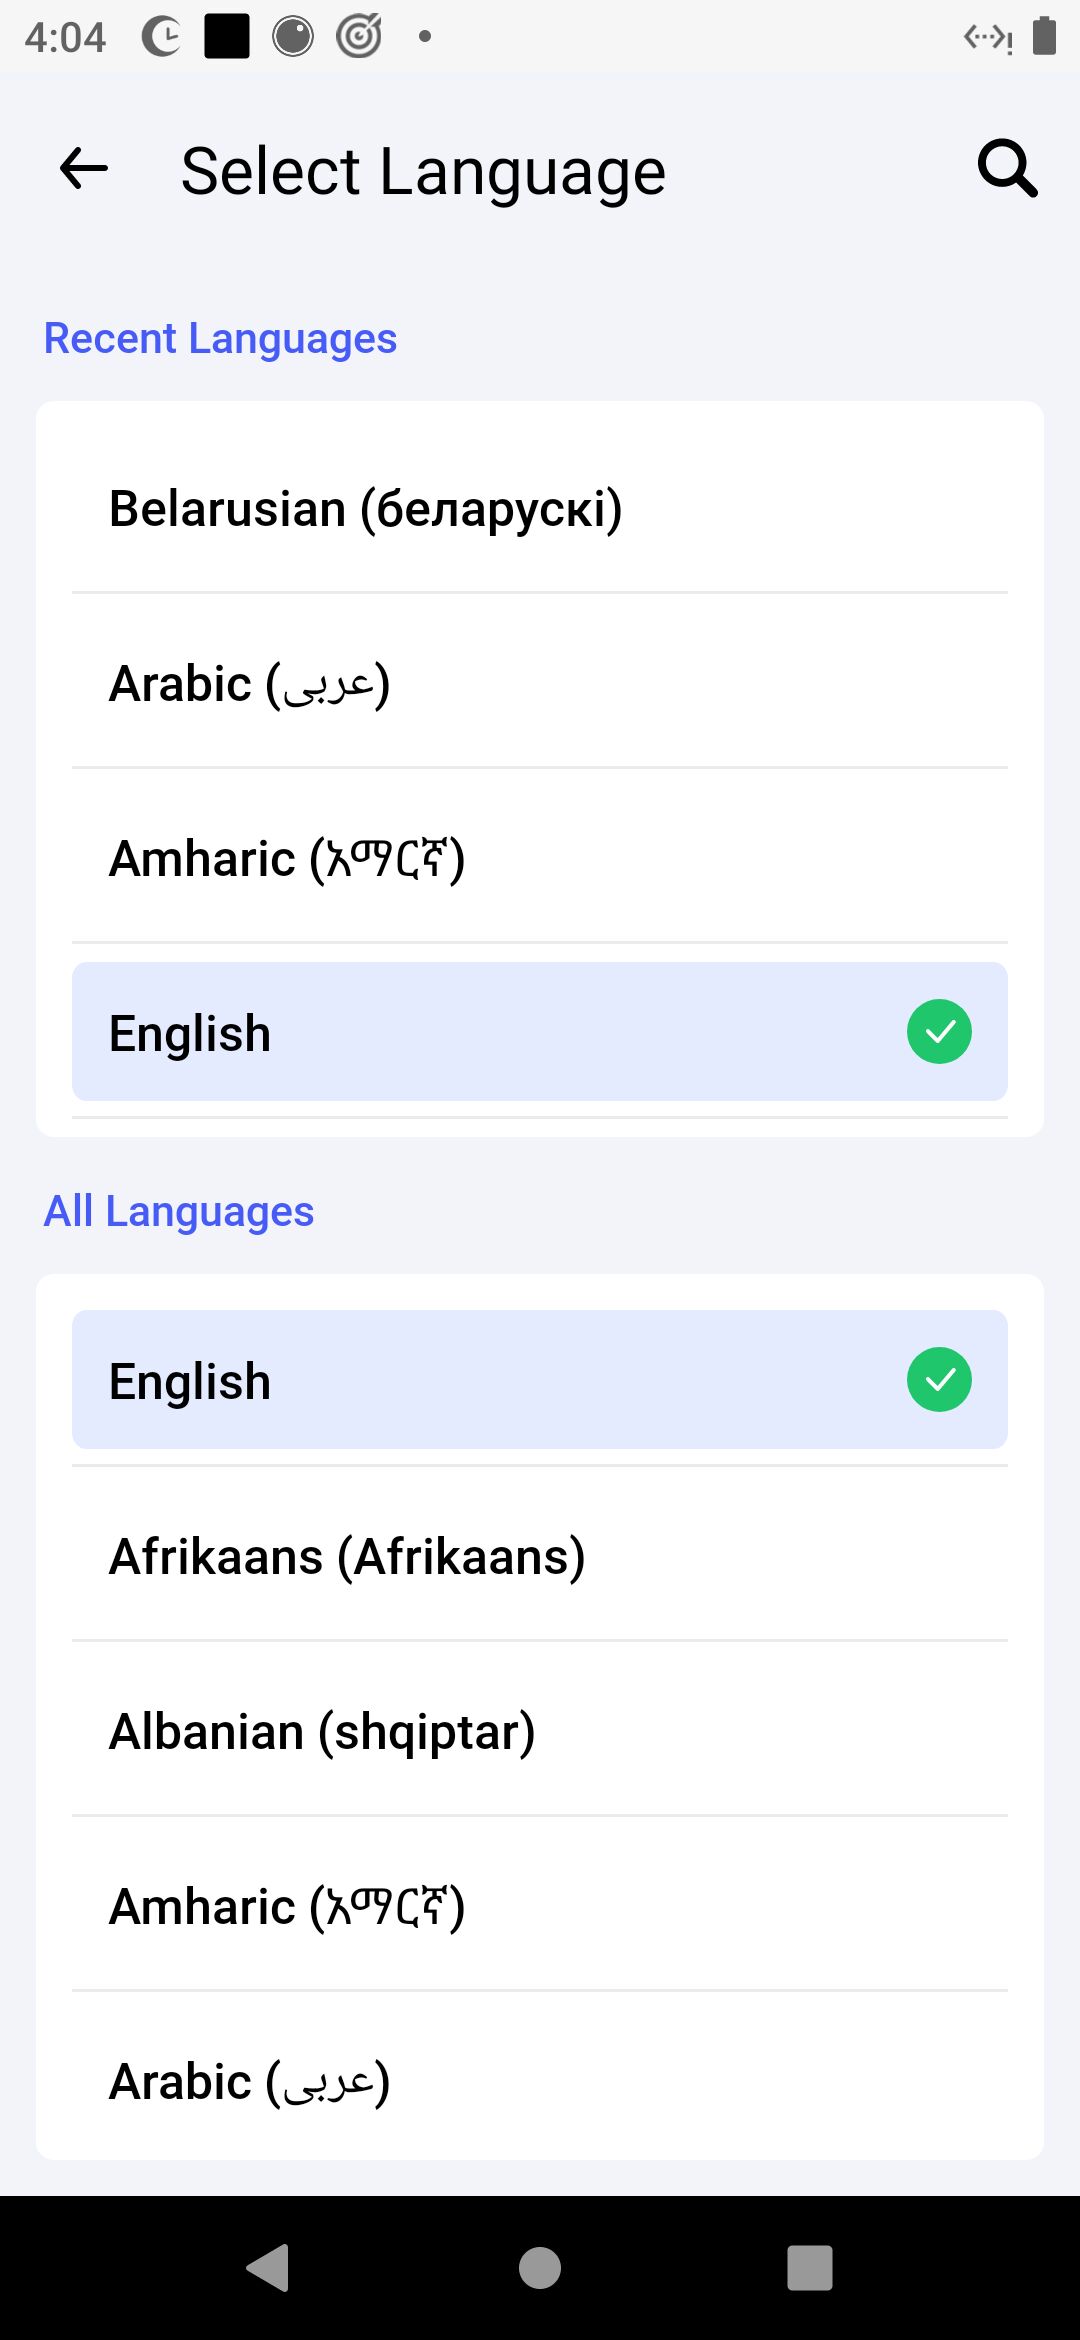 4:04
Select Language
Recent Languages
Belarusian (беларускі)
Arabic (عربى)
Amharic (አማርኛ)
English
All Languages
English
Afrikaans (Afrikaans)
Albanian (shqiptar)
Amharic (አማርኛ)
Arabic (عربى)